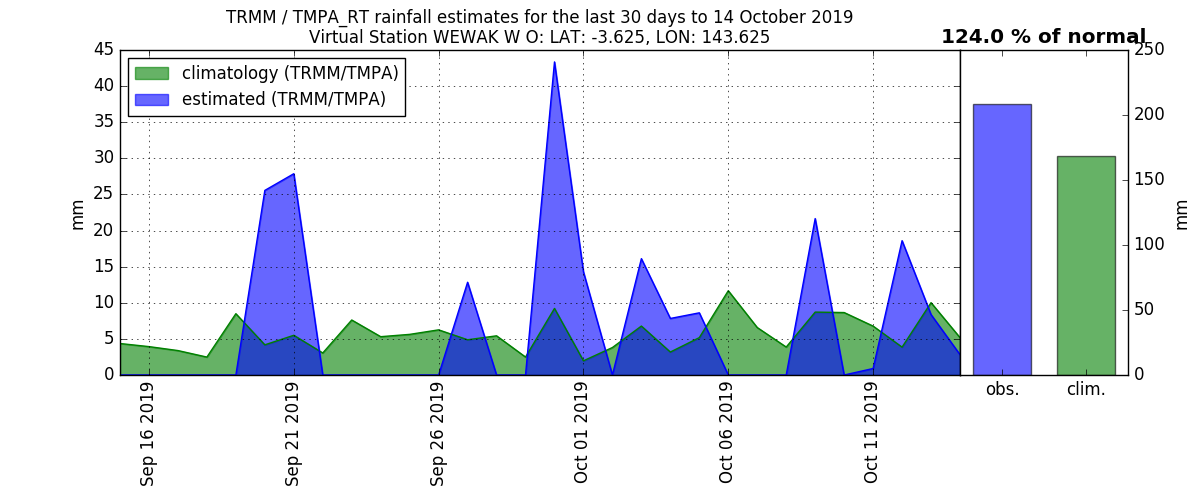 TRMM / TMPA_RT rainfall estimates for the last 30 days to 14 October 2019
Virtual Station WEWAK W O: LAT: -3.625, LON: 143.625
124.0 % of normal
climatology (TRMM/TMPA)
estimated (TRMM/TMPA)
45
40
35
30
25
20
15
10
5
0
mm
Sep 16 2019
Sep 21 2019
Sep 26 2019
Oct 01 2019
Oct 06 2019
Oct 11 2019
250
200
150
100
50
0
mm
obs.
clim.